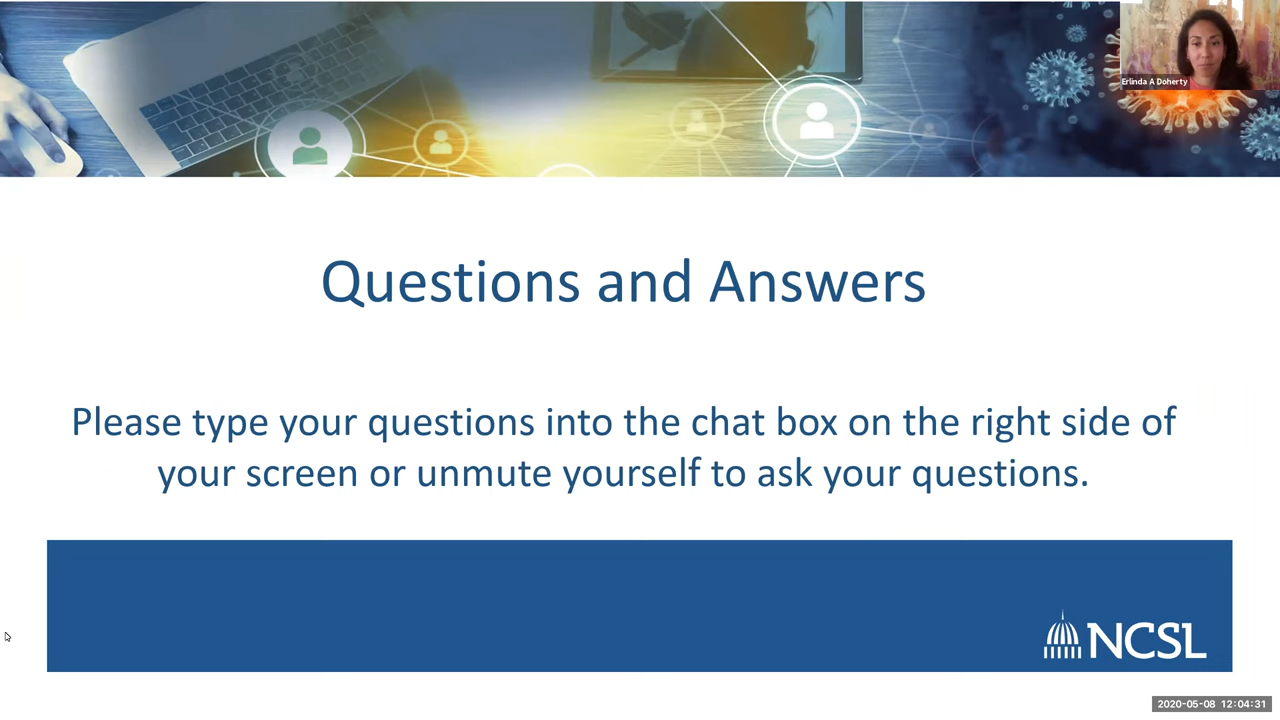 Erlinda A Doherty
Questions and Answers
Please type your questions into the chat box on the right side of
your screen or unmute yourself to ask your questions.
NCSL
2020-05-08 12:04:31